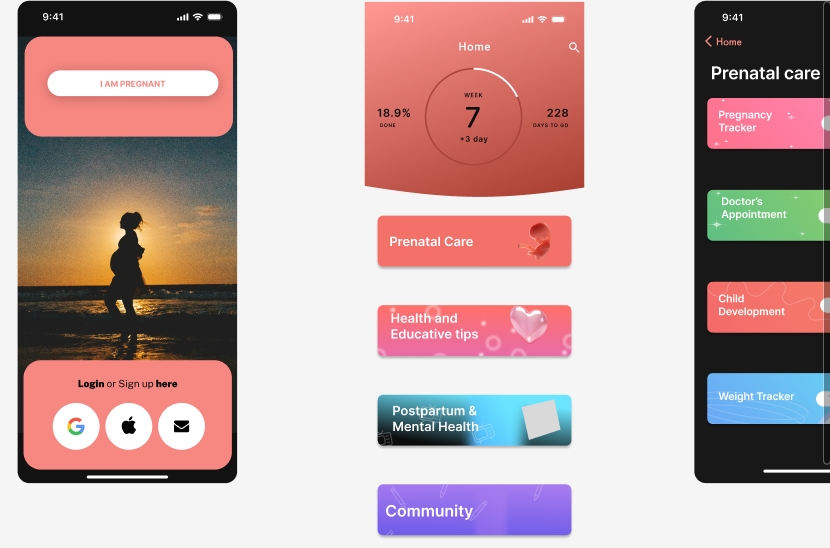 9:41
I AM PREGNANT
Login or Sign up here
9:41
Home
WEEK
18.9%
7
228
DONE
DAYS TO GO
+3 day
Prenatal Care
Health and
Educative tips
Postpartum &
Mental Health
Community
9:41
Home
Prenatal care
Pregnancy
Tracker
Doctor's
Appointment
Child
Development
Weight Tracker